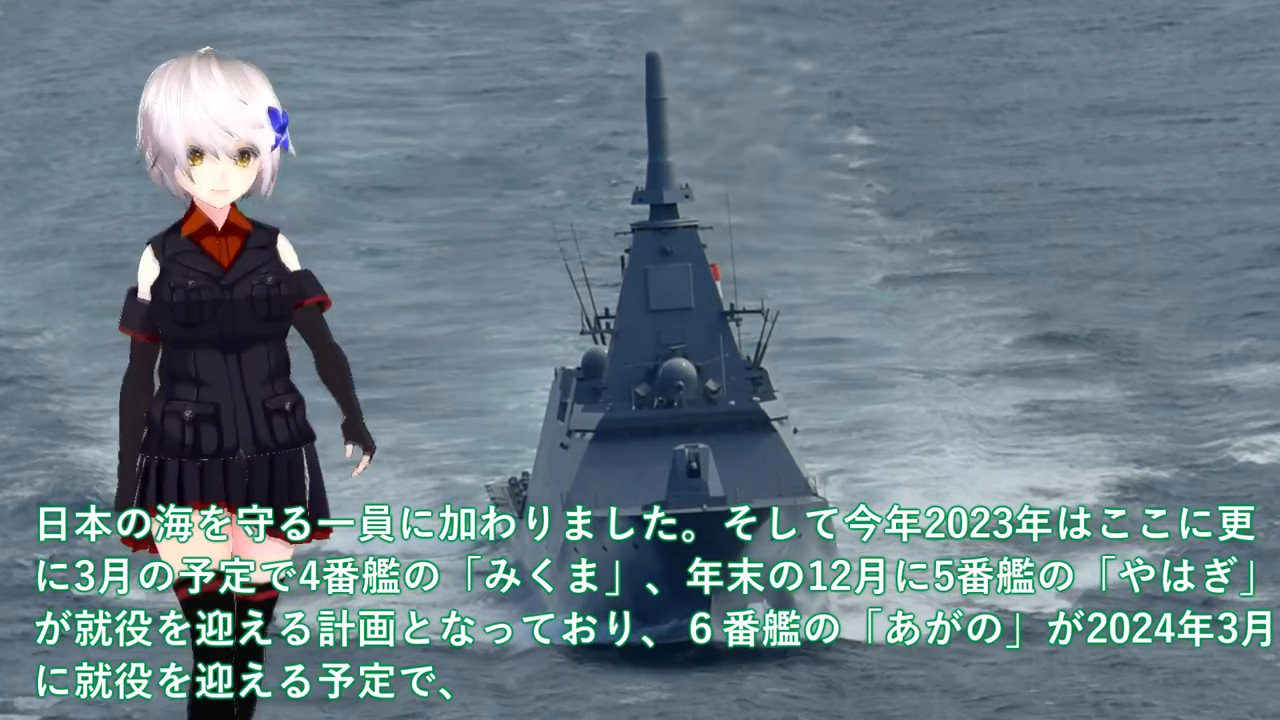 日本の海を守る一員に加わりました。そして今年2023年はここに更
に3月の予定で4番艦の「みくま」、年末の12月に5番艦の「やはぎ」
が就役を迎える計画となっており、６番艦の「あがの」が2024年3月
に就役を迎える予定で、